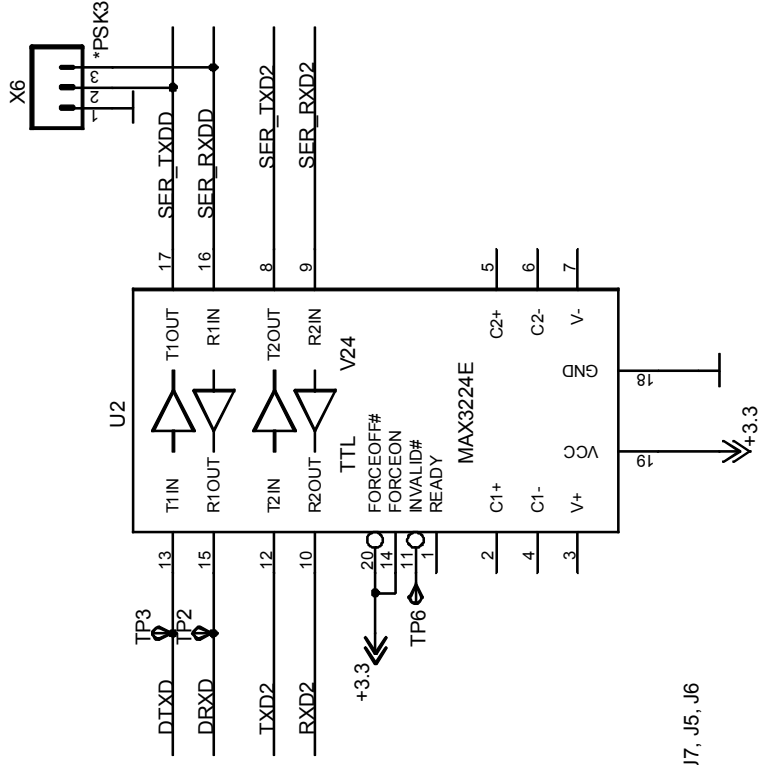 X6
*PSK3
3
2
1
SER_TXDD
SER_RXDD
SER_TXD2
SER_RXD2
17
16
8
9
5
6
7
U2
T1IN
T1OUT
R1OUT
R1IN
T2IN
T2OUT
R2OUT
R2IN
TTL
V24
FORCEOFF#
FORCEON
INVALID#
READY
MAX3224E
C1+
C2+
C1-
C2-
V+
V-
VCC
GND
13
15
12
10
20
14
11
1
2
4
3
19
18
+3.3
TP3
TP2
TP6
+3.3
DTXD
DRXD
TXD2
RXD2
J7, J5, J6